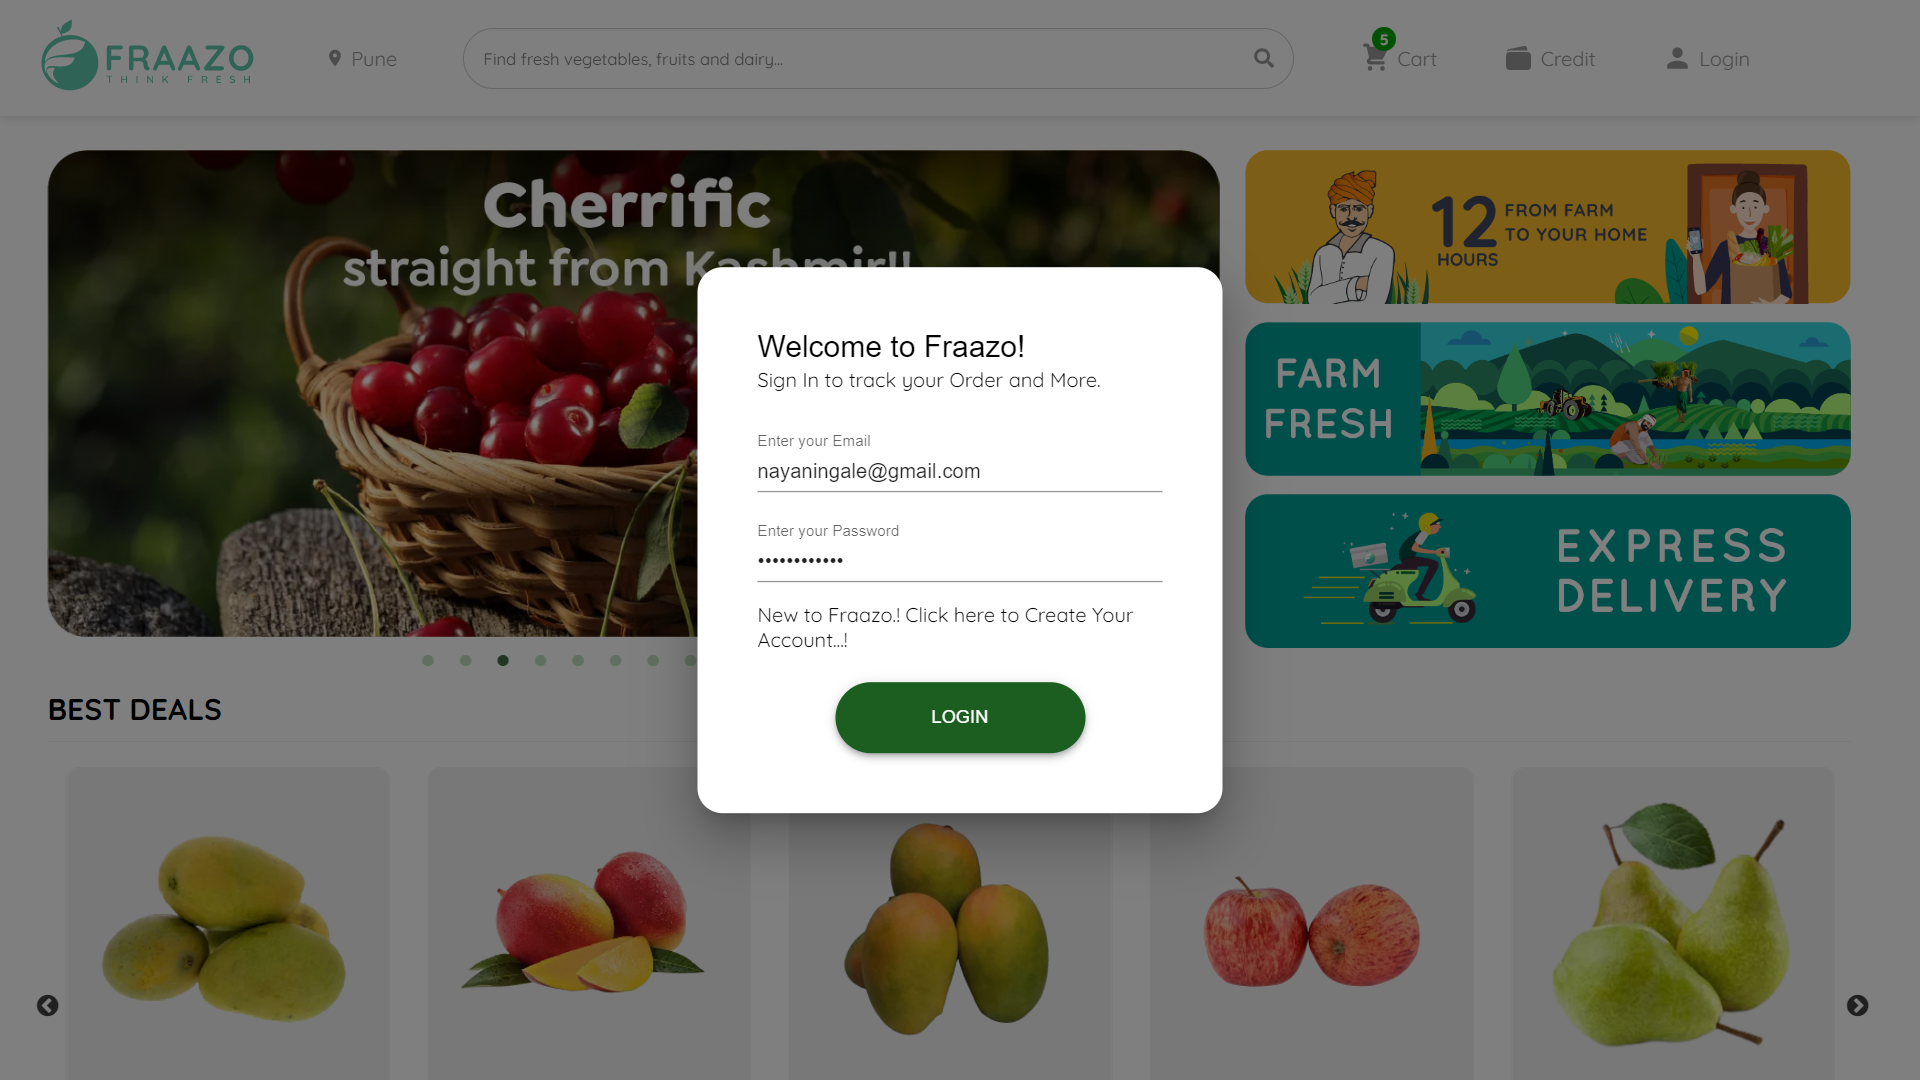 FRAAZO
THINK FRESH
Pune
Find fresh vegetables, fruits and dairy...
5
Cart
Credit
Login
Cherrific
straight from Kashmir!!
12 HOURS
FROM FARM
TO YOUR HOME
FARM
FRESH
EXPRESS
DELIVERY
Welcome to Fraazo!
Sign In to track your Order and More.
Enter your Email
nayaningale@gmail.com
Enter your Password
••••••••••••
New to Fraazo.! Click here to Create Your
Account...!
LOGIN
BEST DEALS